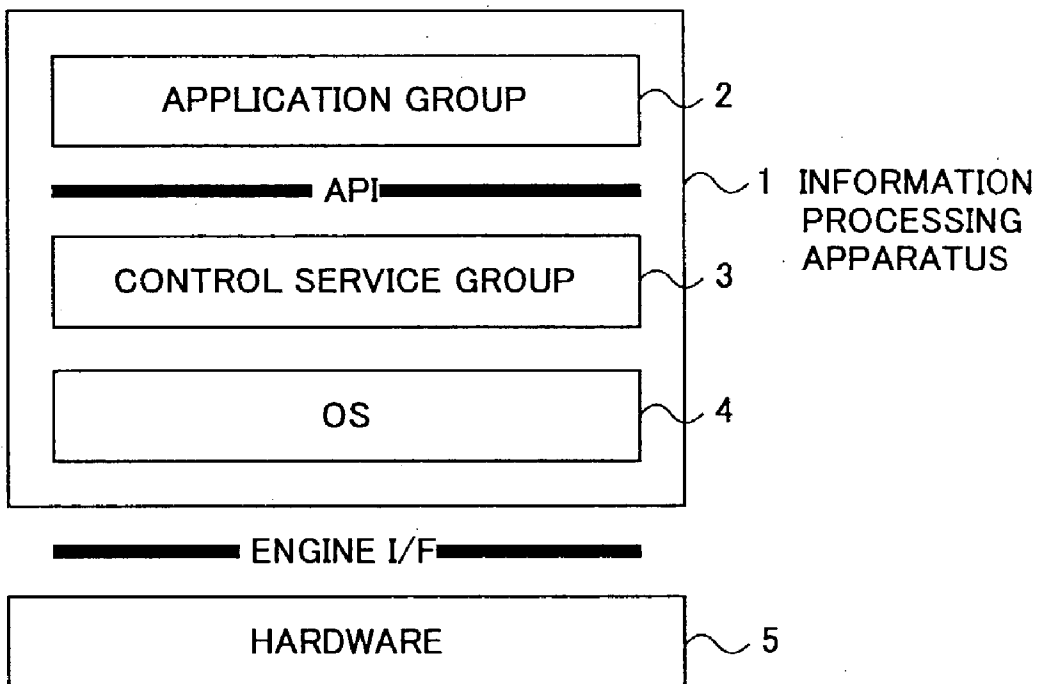 APPLICATION GROUP 2
API
1 INFORMATION
PROCESSING
APPARATUS
CONTROL SERVICE GROUP 3
OS 4
ENGINE I/F
HARDWARE 5